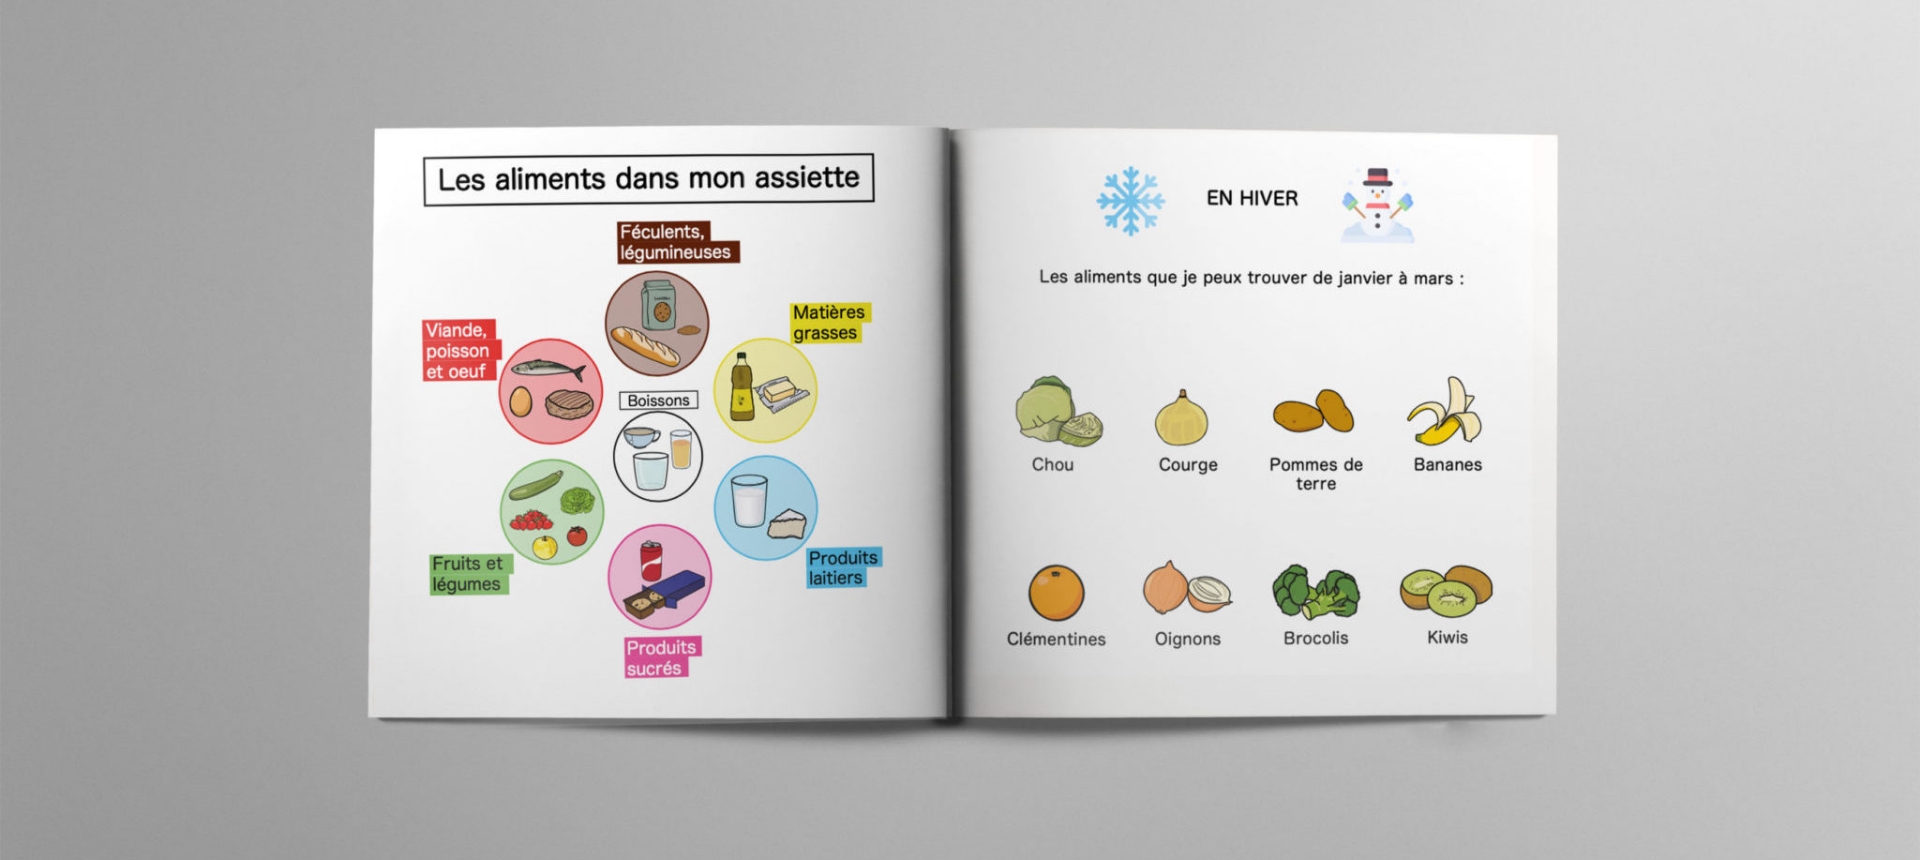 Les aliments dans mon assiette
Féculents,
légumineuses
Matières
grasses
Viande,
poisson
et oeuf
Boissons
Fruits et
légumes
Produits
laitiers
Produits
sucrés
EN HIVER
Les aliments que je peux trouver de janvier à mars :
Chou
Courge
Pommes de
terre
Bananes
Clémentines
Oignons
Brocolis
Kiwis